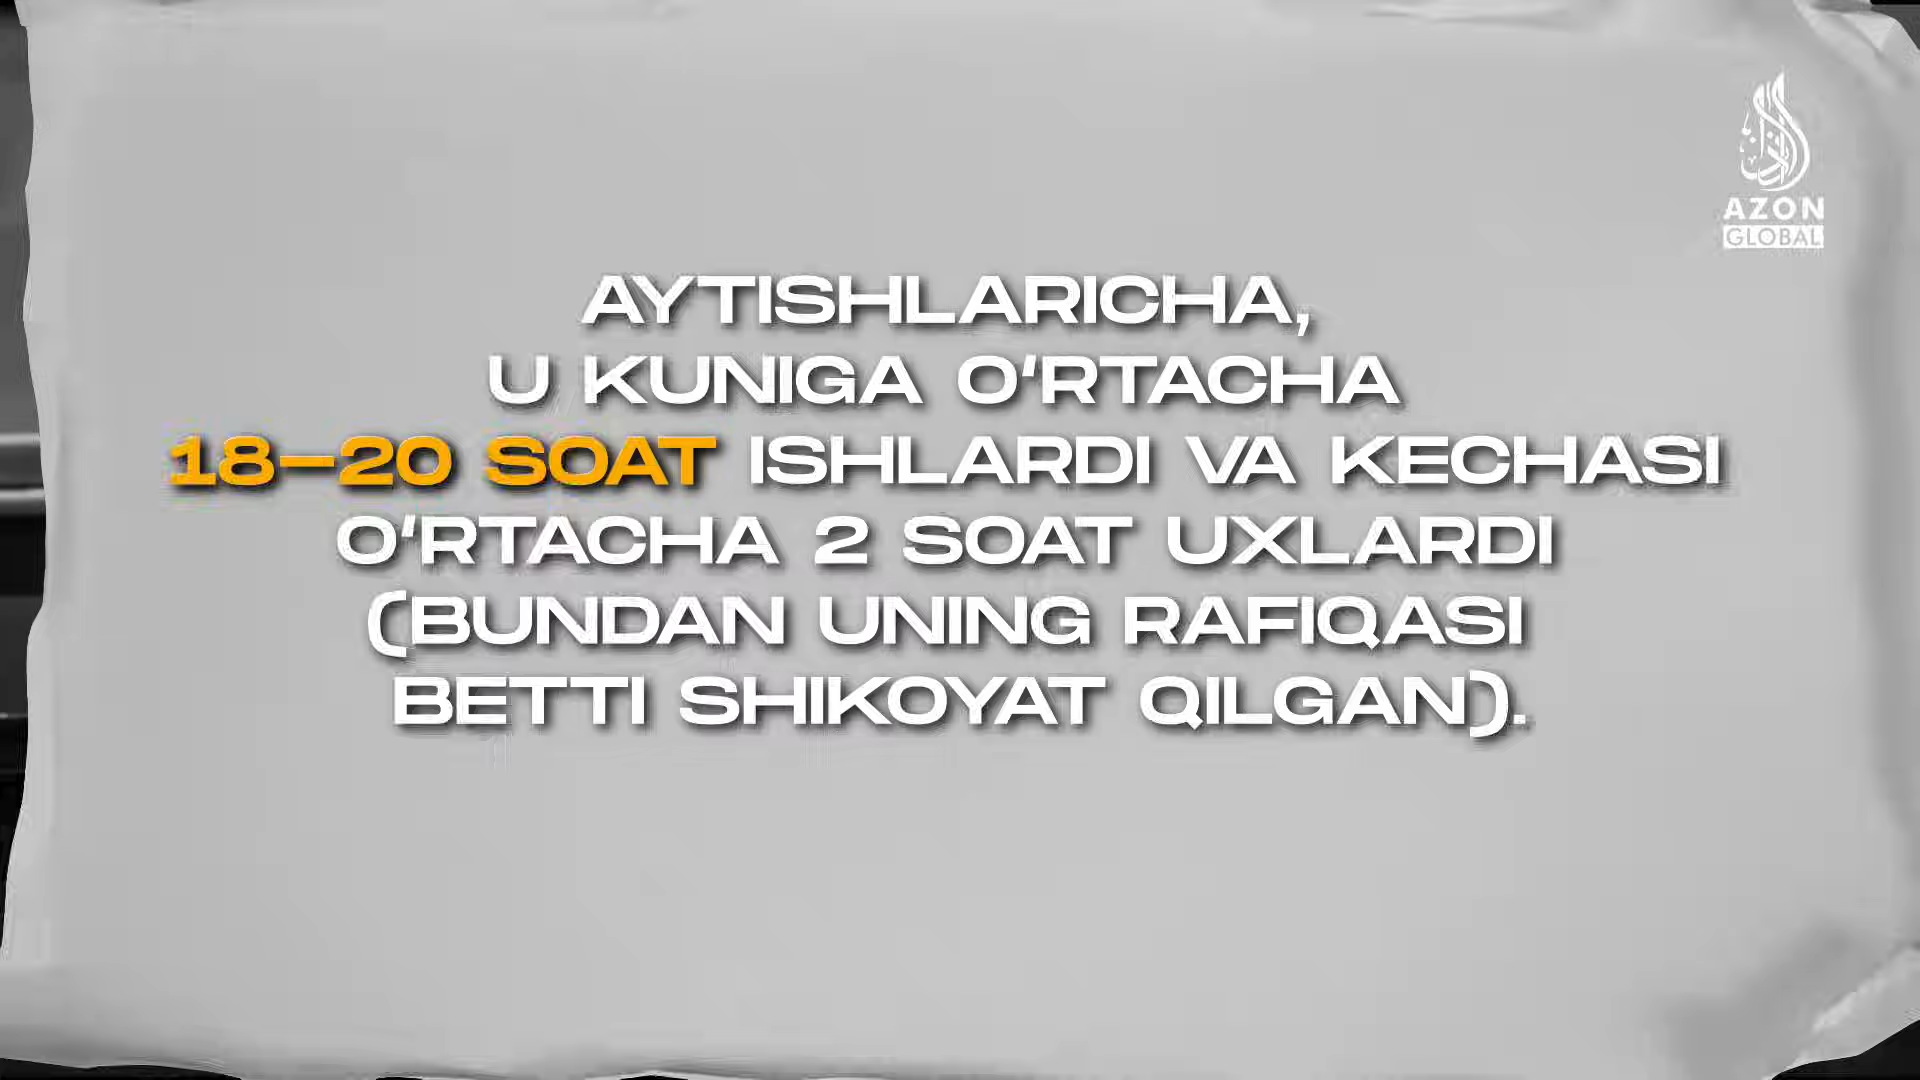 AZON
GLOBAL
AYTISHLARICHA,
U KUNIGA O‘RTACHA
18–20 SOAT ISHLARDI VA KECHASI
O‘RTACHA 2 SOAT UXLARDI
(BUNDAN UNING RAFIQASI
BETTI SHIKOYAT QILGAN).